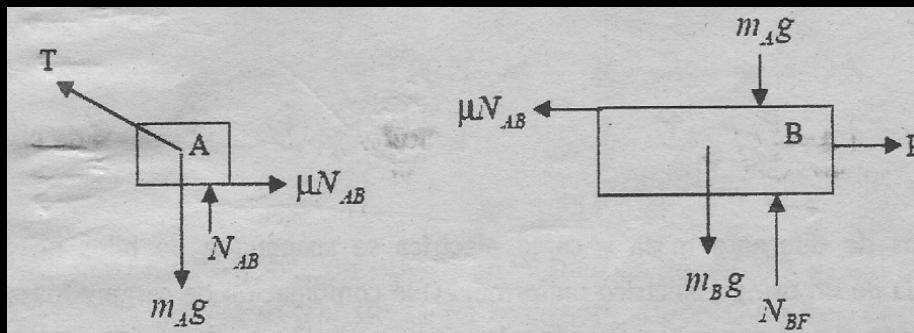 T
A
μN_AB
N_AB
m_A g
m_A g
μN_AB
B
m_B g
N_BF